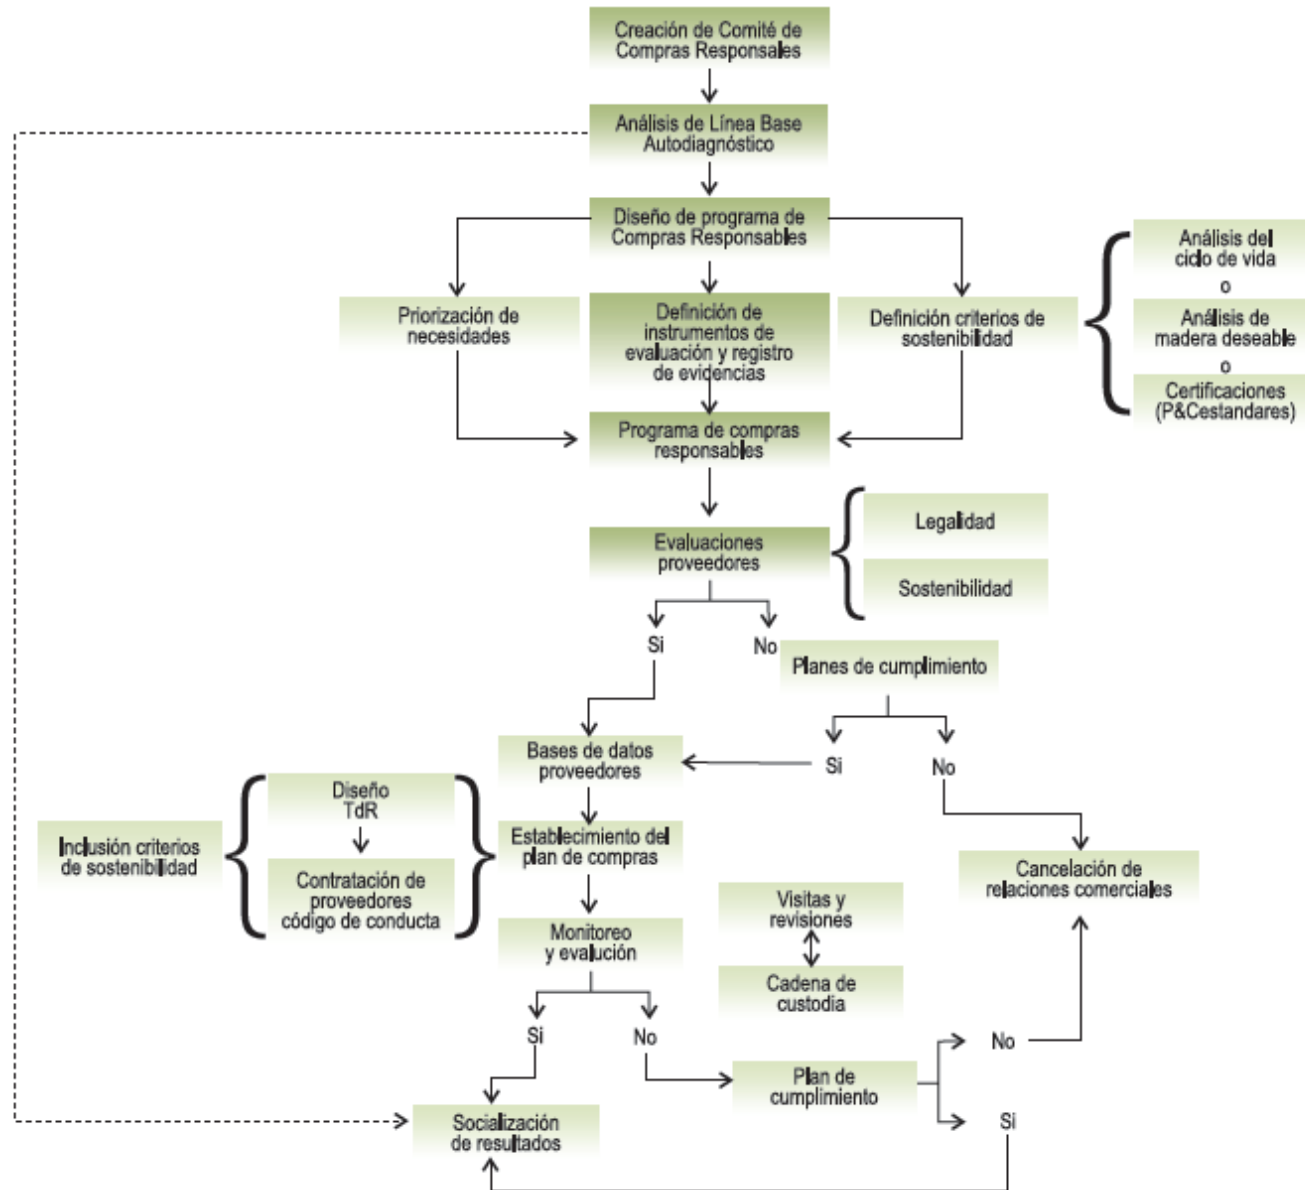 Creación de Comité de
Compras Responsales
Análisis de Línea Base
Autodiagnóstico
Diseño de programa de
Compras Responsables
Priorización de
necesidades
Definición de
instrumentos de
evaluación y registro
de evidencias
Definición criterios de
sostenibilidad
Análisis del
ciclo de vida
o
Análisis de
madera deseable
o
Certificaciones
(P&Cestandares)
Programa de compras
responsables
Evaluaciones
proveedores
Legalidad
Sostenibilidad
Si
No
Planes de cumplimiento
Si
No
Bases de datos
proveedores
Inclusión criterios
de sostenibilidad
Diseño
TdR
Contratación de
proveedores
código de conducta
Establecimiento del
plan de compras
Cancelación de
relaciones comerciales
Visitas y
revisiones
Cadena de
custodia
Monitoreo
y evalución
Si
No
Plan de
cumplimiento
No
Si
Socialización
de resultados